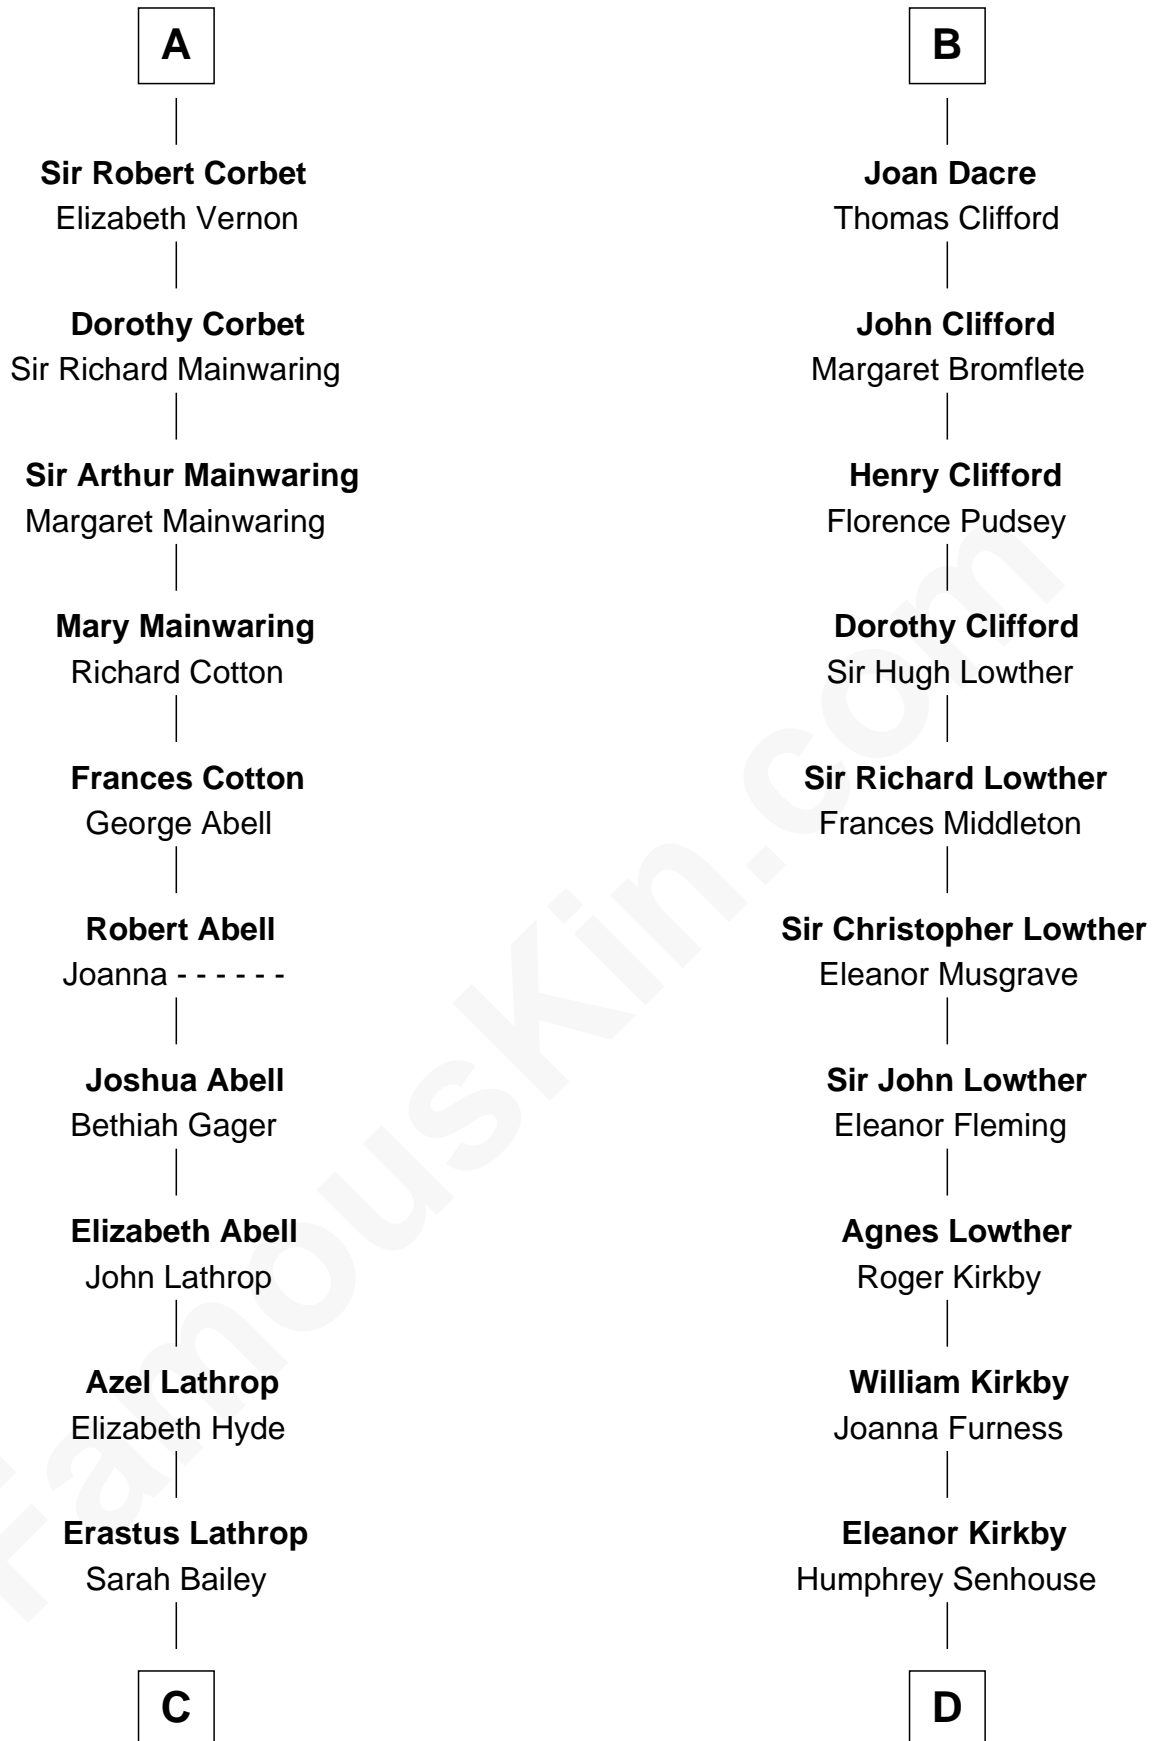 A
Sir Robert Corbet
Elizabeth Vernon
Dorothy Corbet
Sir Richard Mainwaring
Sir Arthur Mainwaring
Margaret Mainwaring
Mary Mainwaring
Richard Cotton
Frances Cotton
George Abell
Robert Abell
Joanna - - - - - -
Joshua Abell
Bethiah Gager
Elizabeth Abell
John Lathrop
Azel Lathrop
Elizabeth Hyde
Erastus Lathrop
Sarah Bailey
C
B
Joan Dacre
Thomas Clifford
John Clifford
Margaret Bromflete
Henry Clifford
Florence Pudsey
Dorothy Clifford
Sir Hugh Lowther
Sir Richard Lowther
Frances Middleton
Sir Christopher Lowther
Eleanor Musgrave
Sir John Lowther
Eleanor Fleming
Agnes Lowther
Roger Kirkby
William Kirkby
Joanna Furness
Eleanor Kirkby
Humphrey Senhouse
D
FamousKin.com